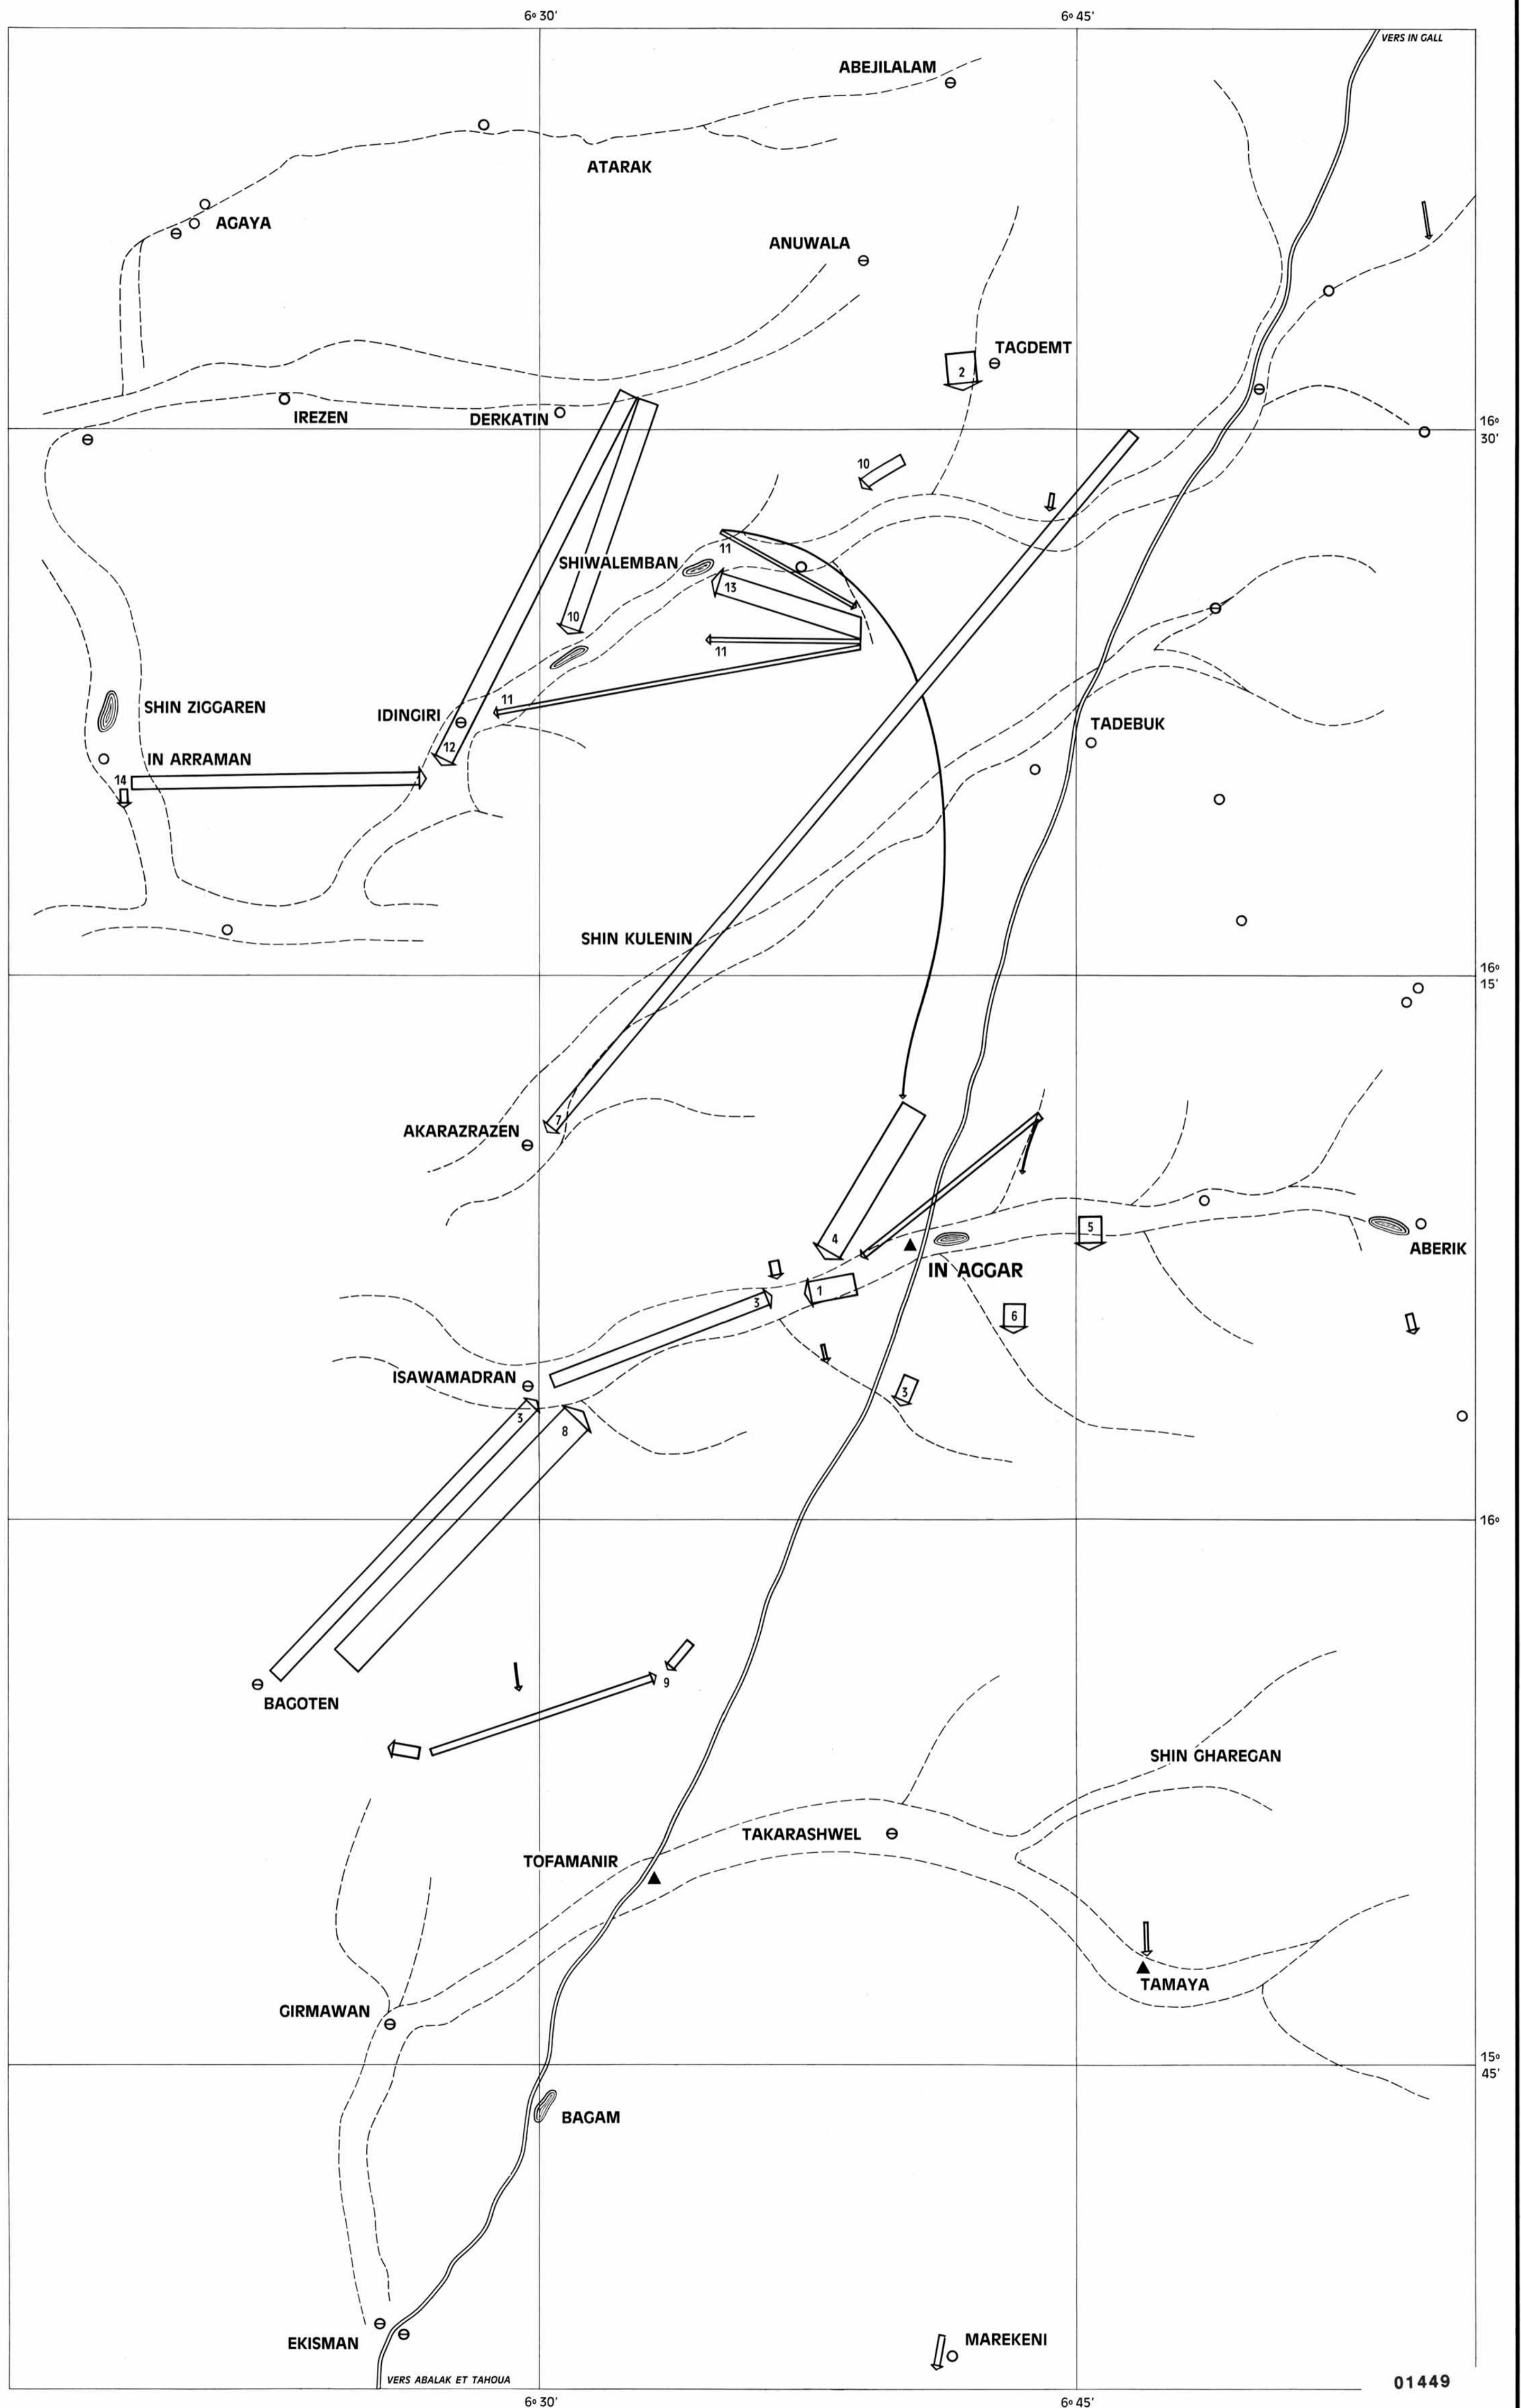 6° 30'
6° 45'
VERS IN GALL
ABEJILALAM
ATARAK
AGAYA
ANUWALA
TAGDEMT
2
IREZEN
DERKATIN
16°
30'
10
11
SHIWALEMBAN
13
10
11
11
SHIN ZIGGAREN
IDINGIRI
TADEBUK
12
IN ARRAMAN
14
SHIN KULENIN
16°
15'
7
AKARAZRAZEN
5
4
ABERIK
IN AGGAR
1
3
6
ISAWAMADRAN
3
3
8
16°
9
BAGOTEN
SHIN GHAREGAN
TAKARASHWEL
TOFAMANIR
TAMAYA
GIRMAWAN
15°
45'
BAGAM
MAREKENI
EKISMAN
VERS ABALAK ET TAHOUA
01449
6° 30'
6° 45'